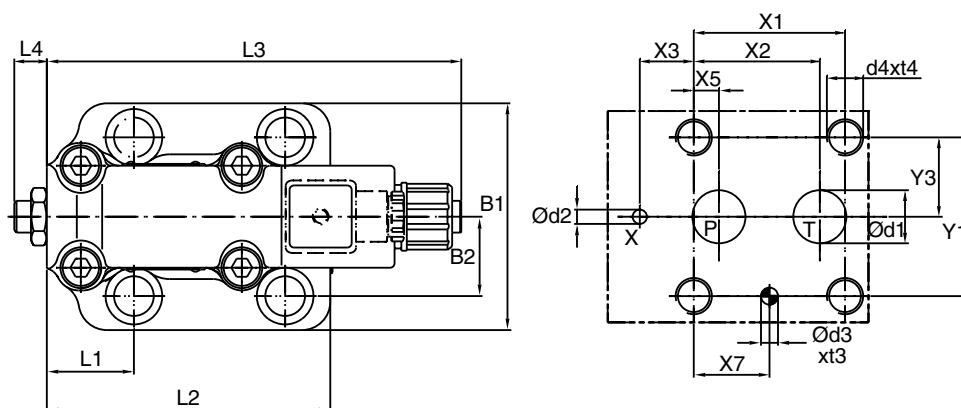 L4
L3
B1
B2
L1
L2
X1
X3
X2
d4xt4
X5
Y3
Ød2
X
P
T
Ød1
Y1
Ød3
xt3
X7